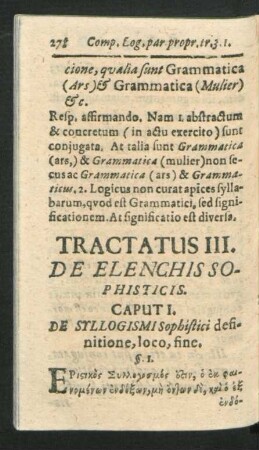 278 Comp. Log. par propr. tr. 3. 1.
cione, qvalia sunt Grammatica
(Ars) & Grammatica (Mulier)
&c.
Resp. affirmando. Nam 1. abstractum
& concretum (in actu exercito) sunt
conjugata. At talia sunt Grammatica
(ars,) & Grammatica (mulier) non se-
cus ac Grammatica (ars) & Gramma-
ticus. 2. Logicus non curat apices sylla-
barum, qvod est Grammatici, sed signi-
ficationem. At significatio est diversa.
TRACTATUS III.
DE ELENCHIS SO-
PHISTICIS.
CAPUT I.
DE SYLLOGISMI Sophistici defi-
nitione, loco, fine.
§. 1.
ΕΡιστικὸς Συλλογισμός ἐστιν, ὁ ἐκ φαι-
νομένων ἐνδόξων, μὴ ὄντων δὲ, καὶ ὁ ἐξ
ἐνδό-